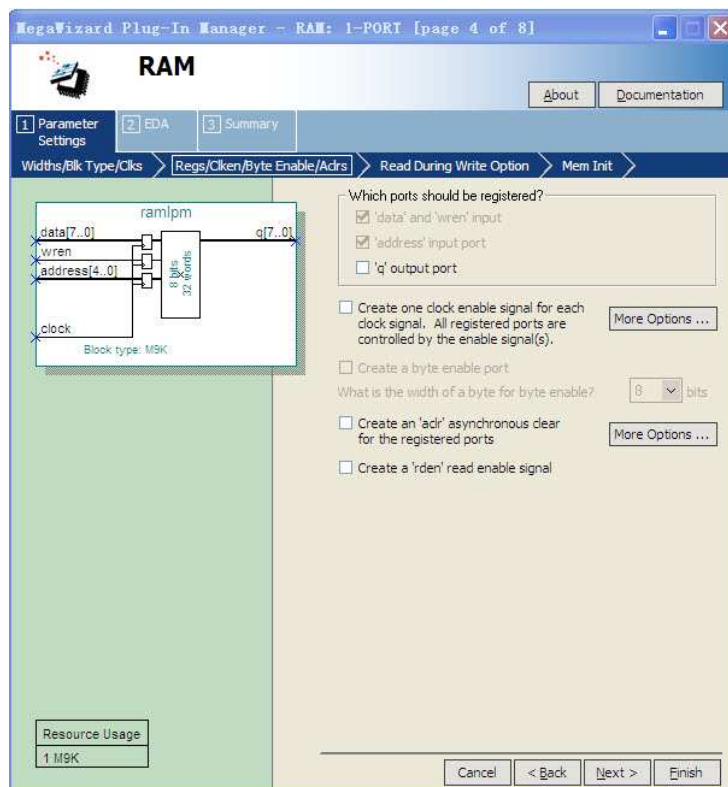 MegaWizard Plug-In Manager - RAM: 1-PORT [page 4 of 8]
RAM
About
Documentation
1 Parameter Settings
2 EDA
3 Summary
Widths/Blk Type/Clks
Regs/Clken/Byte Enable/Aclrs
Read During Write Option
Mem Init
ramlpm
data[7..0]
q[7..0]
wren
address[4..0]
8 bits
32 words
clock
Block type: M9K
Which ports should be registered?
'data' and 'wren' input
'address' input port
'q' output port
Create one clock enable signal for each
clock signal. All registered ports are
controlled by the enable signal(s).
More Options ...
Create a byte enable port
What is the width of a byte for byte enable?
8
bits
Create an 'aclr' asynchronous clear
for the registered ports
More Options ...
Create a 'rden' read enable signal
Resource Usage
1 M9K
Cancel
< Back
Next >
Finish